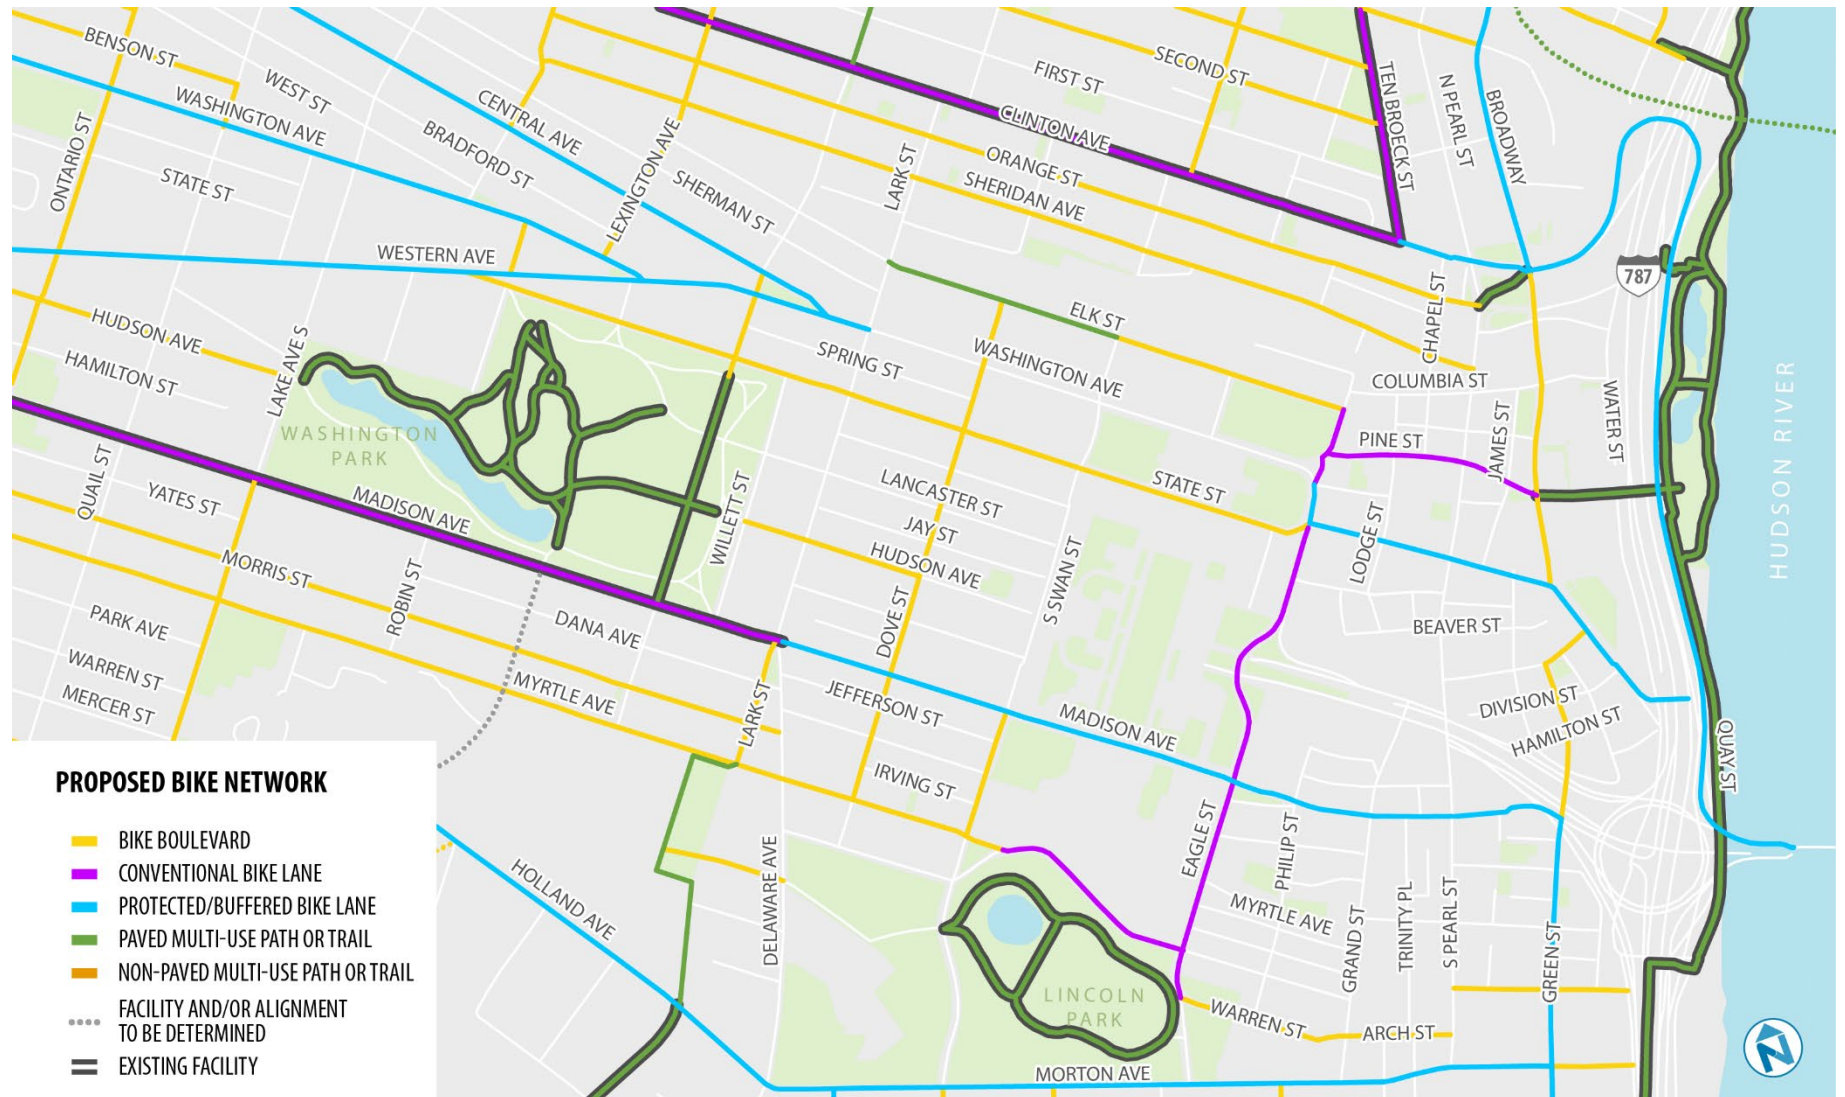 BENSON ST
WEST ST
WASHINGTON AVE
CENTRAL AVE
BRADFORD ST
ONTARIO ST
STATE ST
LEXINGTON AVE
SHERMAN ST
LARK ST
FIRST ST
SECOND ST
CLINTON AVE
ORANGE ST
SHERIDAN AVE
TEN BROECK ST
N PEARL ST
BROADWAY
WESTERN AVE
787
ELK ST
CHAPEL ST
HUDSON AVE
HAMILTON ST
LAKE AVE S
SPRING ST
WASHINGTON AVE
COLUMBIA ST
WATER ST
HUDSON RIVER
WASHINGTON
PARK
PINE ST
JAMES ST
QUAIL ST
YATES ST
MADISON AVE
WILLETT ST
LANCASTER ST
JAY ST
HUDSON AVE
STATE ST
LODGE ST
MORRIS ST
ROBIN ST
DANA AVE
DOVE ST
S SWAN ST
BEAVER ST
PARK AVE
WARREN ST
MERCER ST
MYRTLE AVE
LARK ST
JEFFERSON ST
MADISON AVE
DIVISION ST
HAMILTON ST
QUAY ST
IRVING ST
EAGLE ST
PHILIP ST
HOLLAND AVE
DELAWARE AVE
MYRTLE AVE
GRAND ST
TRINITY PL
S PEARL ST
GREEN ST
LINCOLN
PARK
WARREN ST
ARCH ST
MORTON AVE
PROPOSED BIKE NETWORK
BIKE BOULEVARD
CONVENTIONAL BIKE LANE
PROTECTED/BUFFERED BIKE LANE
PAVED MULTI-USE PATH OR TRAIL
NON-PAVED MULTI-USE PATH OR TRAIL
FACILITY AND/OR ALIGNMENT
TO BE DETERMINED
EXISTING FACILITY
N